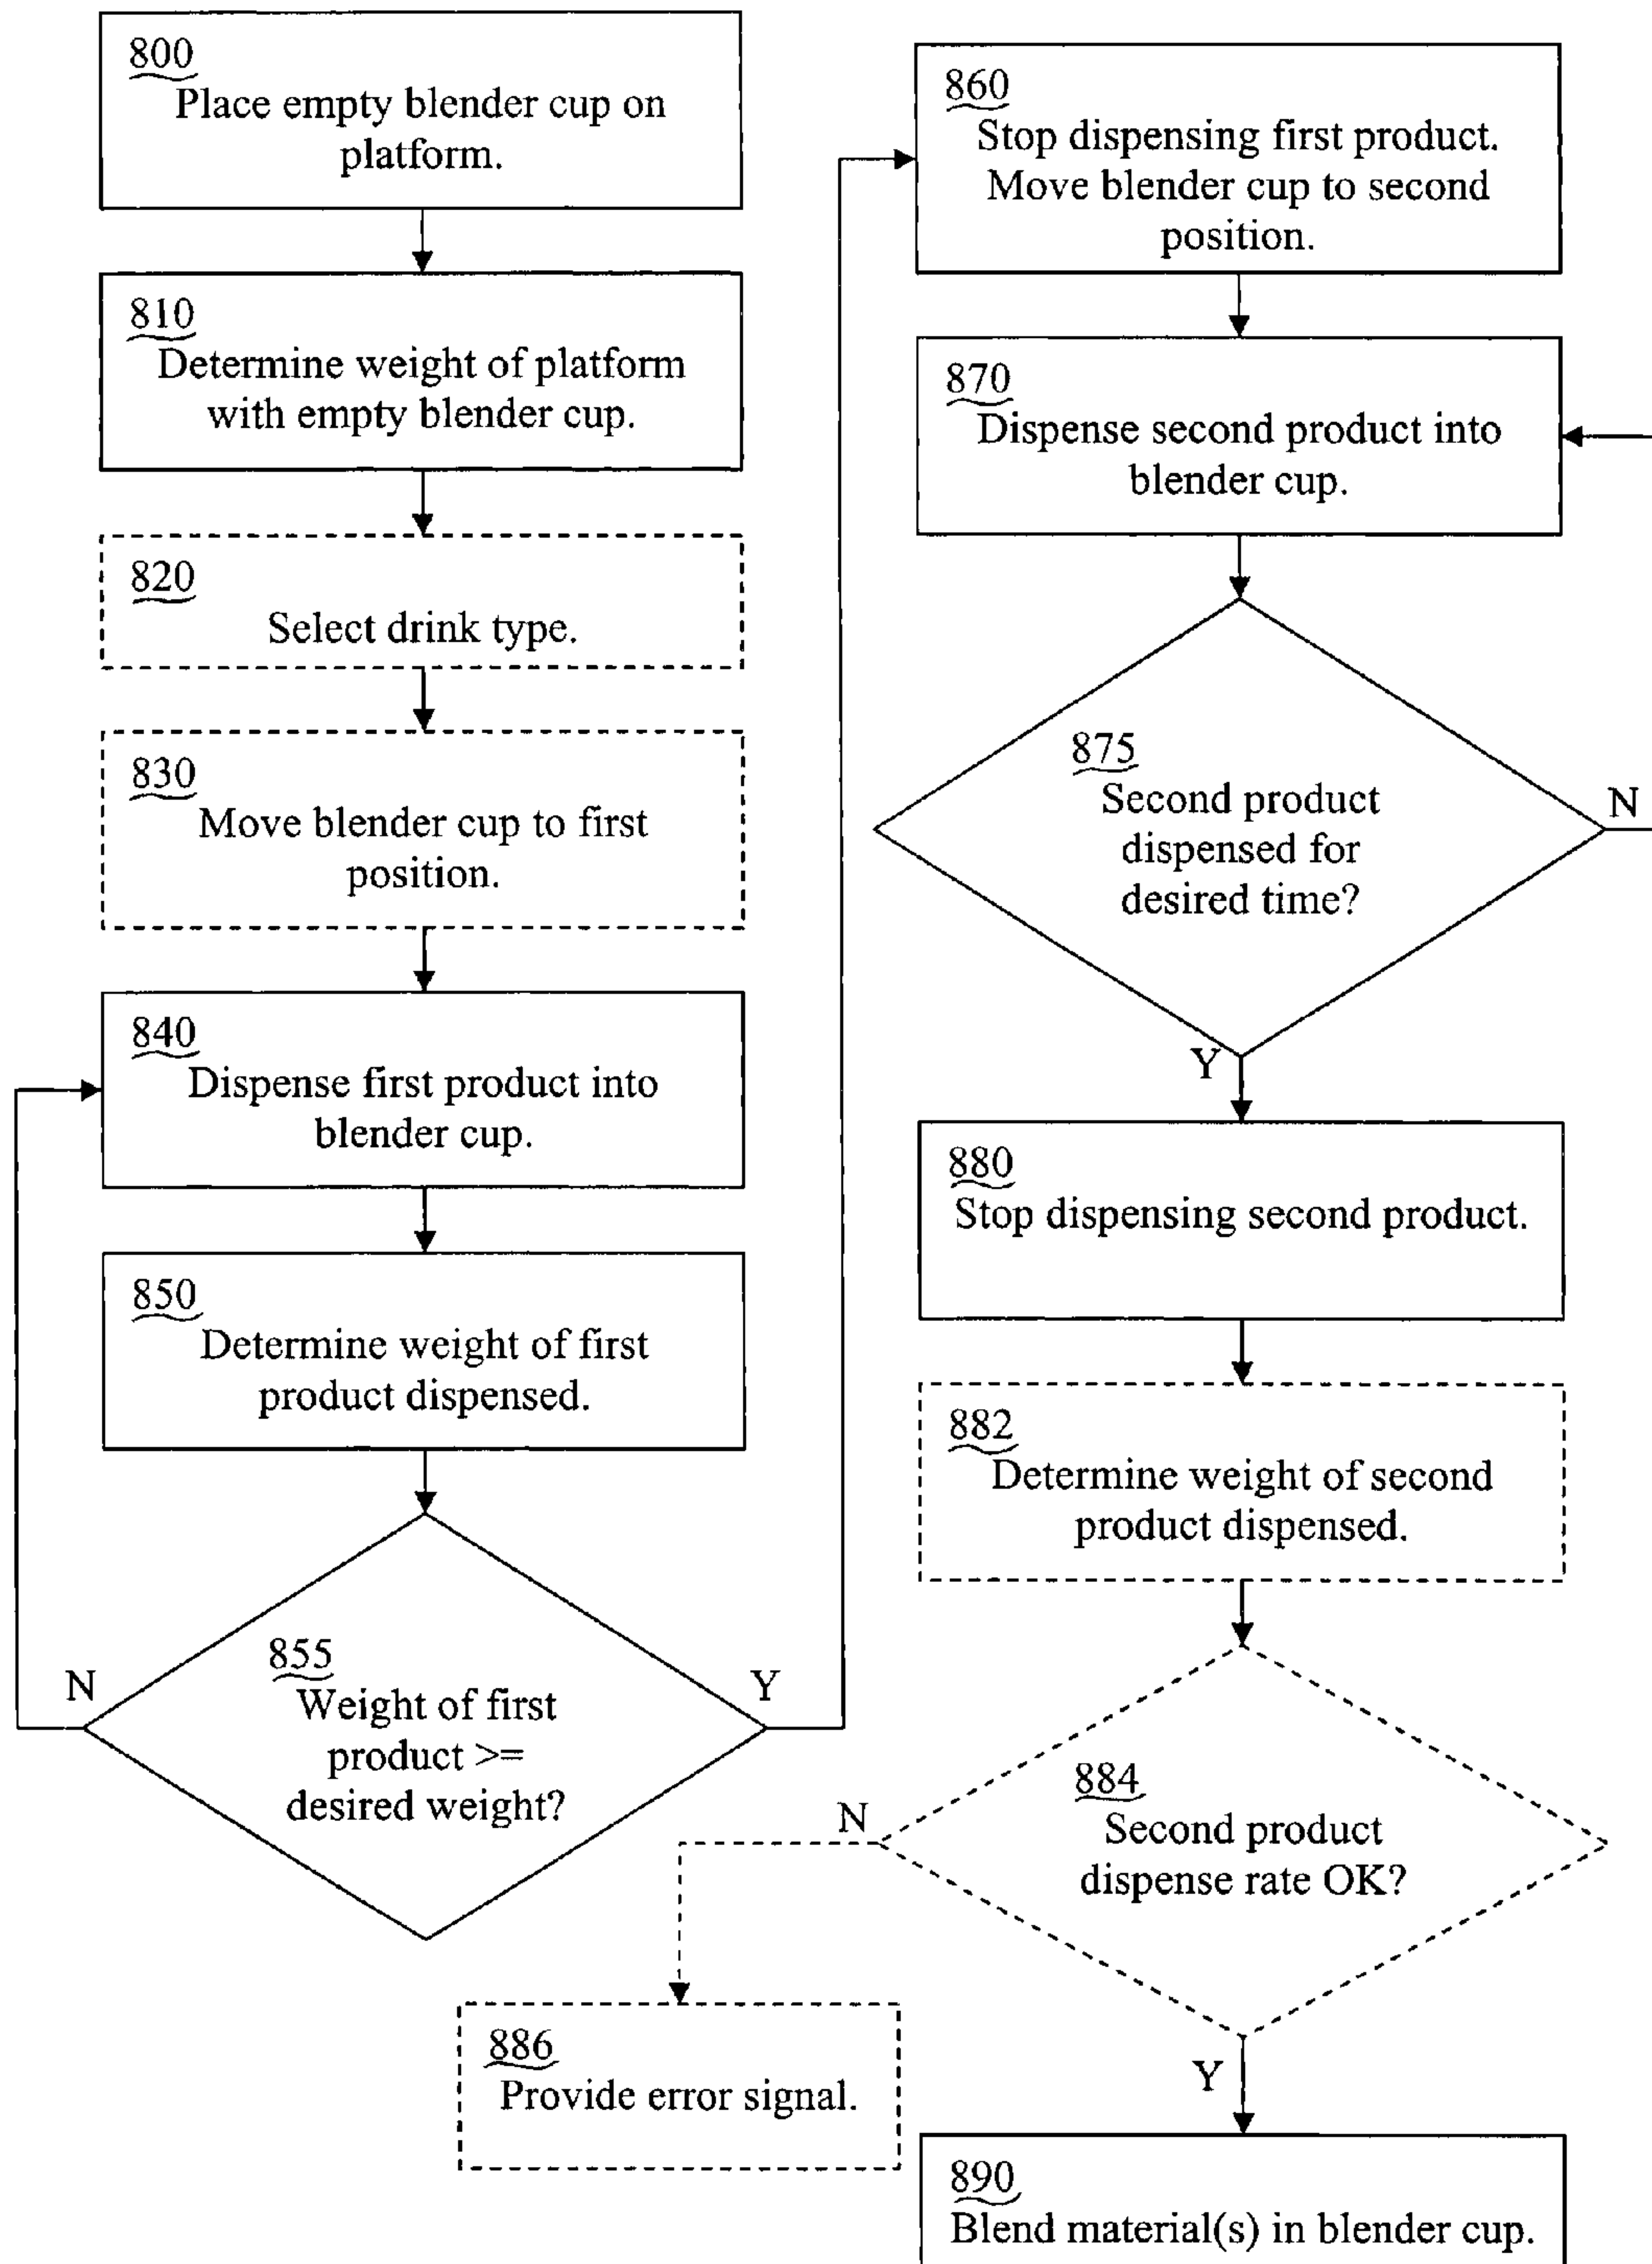 800
Place empty blender cup on
platform.
810
Determine weight of platform
with empty blender cup.
820
Select drink type.
830
Move blender cup to first
position.
840
Dispense first product into
blender cup.
850
Determine weight of first
product dispensed.
855
Weight of first
product >=
desired weight?
N
Y
860
Stop dispensing first product.
Move blender cup to second
position.
870
Dispense second product into
blender cup.
875
Second product
dispensed for
desired time?
N
Y
880
Stop dispensing second product.
882
Determine weight of second
product dispensed.
884
Second product
dispense rate OK?
N
Y
886
Provide error signal.
890
Blend material(s) in blender cup.